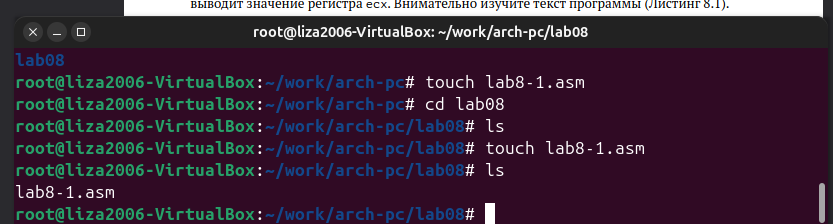 выводит значение регистра ecx. Внимательно изучите текст программы (Листинг 8.1).
root@liza2006-VirtualBox: ~/work/arch-pc/lab08
lab08
root@liza2006-VirtualBox:~/work/arch-pc# touch lab8-1.asm
root@liza2006-VirtualBox:~/work/arch-pc# cd lab08
root@liza2006-VirtualBox:~/work/arch-pc/lab08# ls
root@liza2006-VirtualBox:~/work/arch-pc/lab08# touch lab8-1.asm
root@liza2006-VirtualBox:~/work/arch-pc/lab08# ls
lab8-1.asm
root@liza2006-VirtualBox:~/work/arch-pc/lab08#